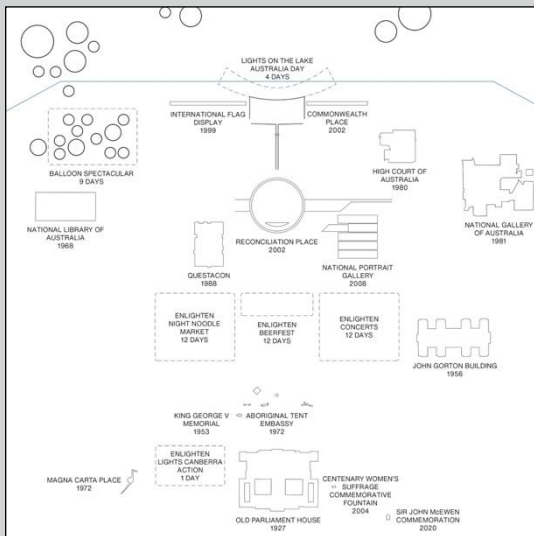 LIGHTS ON THE LAKE
AUSTRALIA DAY
4 DAYS
INTERNATIONAL FLAG
DISPLAY
1999
COMMONWEALTH
PLACE
2002
BALLOON SPECTACULAR
9 DAYS
HIGH COURT OF
AUSTRALIA
1980
NATIONAL LIBRARY OF
AUSTRALIA
1968
NATIONAL GALLERY
OF AUSTRALIA
1981
RECONCILIATION PLACE
2002
QUESTACON
1988
NATIONAL PORTRAIT
GALLERY
2008
ENLIGHTEN
NIGHT NOODLE
MARKET
12 DAYS
ENLIGHTEN
BEERFEST
12 DAYS
ENLIGHTEN
CONCERTS
12 DAYS
JOHN GORTON BUILDING
1956
KING GEORGE V
MEMORIAL
1953
ABORIGINAL TENT
EMBASSY
1972
ENLIGHTEN
LIGHTS CANBERRA
ACTION
1 DAY
MAGNA CARTA PLACE
1972
CENTENARY WOMEN'S
SUFFRAGE
COMMEMORATIVE
FOUNTAIN
2004
OLD PARLIAMENT HOUSE
1927
SIR JOHN McEWEN
COMMEMORATION
2020